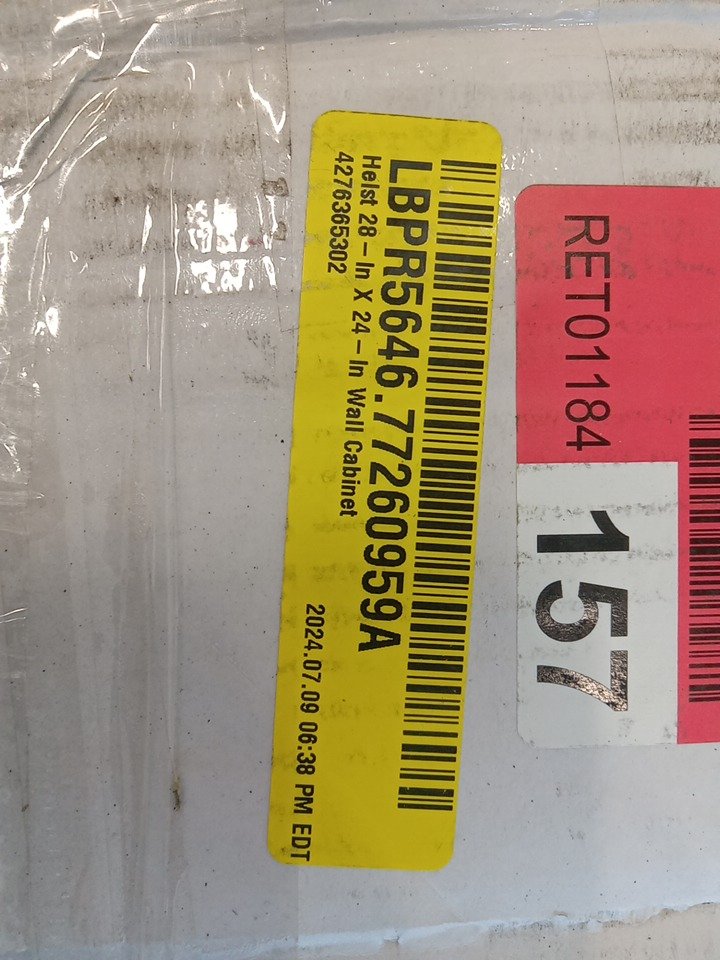 LBPR5646.77260959A
Helst 28-In X 24-In Wall Cabinet
4276365302
2024.07.09 06:38 PM EDT
RET01184
157